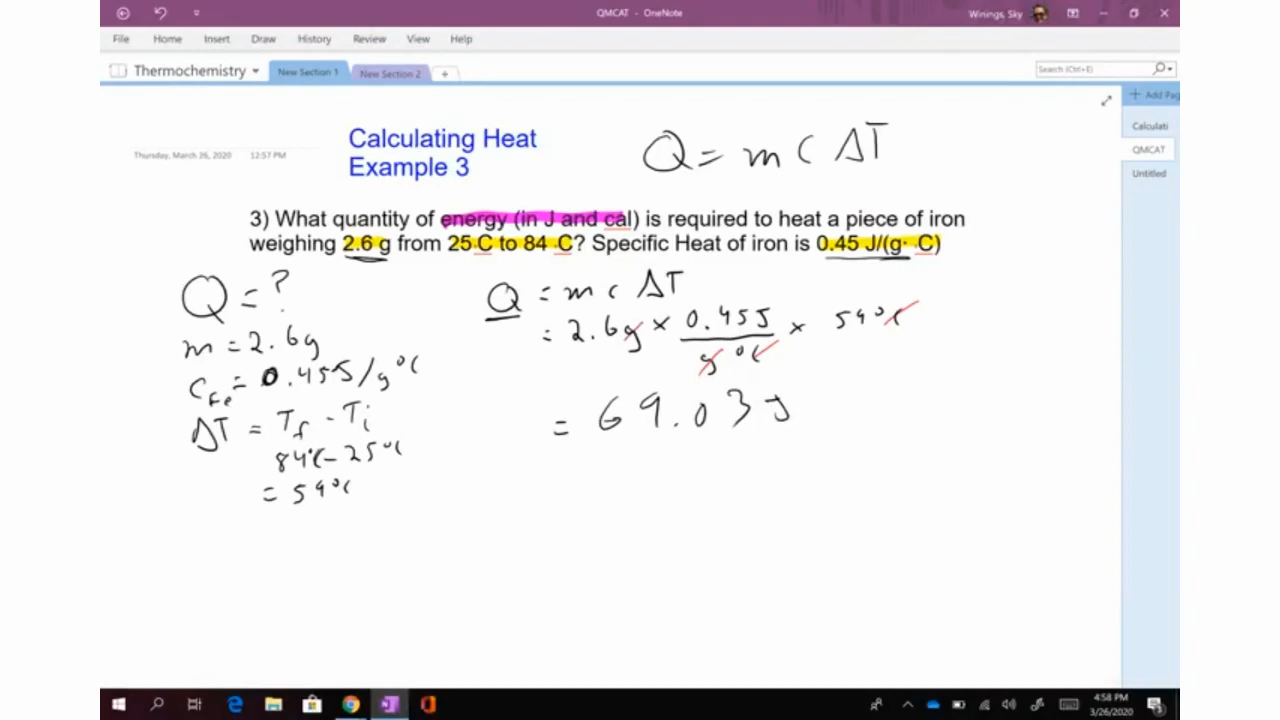 QMCAT - OneNote
Winings, Sky
File Home Insert Draw History Review View Help
Thermochemistry New Section 1 New Section 2 +
Search (Ctrl+E)
+ Add Pag
Calculati
QMCAT
Untitled
Thursday, March 26, 2020 12:57 PM
Calculating Heat
Example 3
Q = m C ΔT
3) What quantity of energy (in J and cal) is required to heat a piece of iron
weighing 2.6 g from 25·C to 84 ·C? Specific Heat of iron is 0.45 J/(g· ·C)
Q = ?
m = 2.6g
C Fe = 0.45J/g°C
ΔT = Tf - Ti
84°C - 25°C
= 59°C
Q = m C ΔT
= 2.6g × 0.45J / g °C × 59°C
= 69.03 J
4:58 PM
3/26/2020